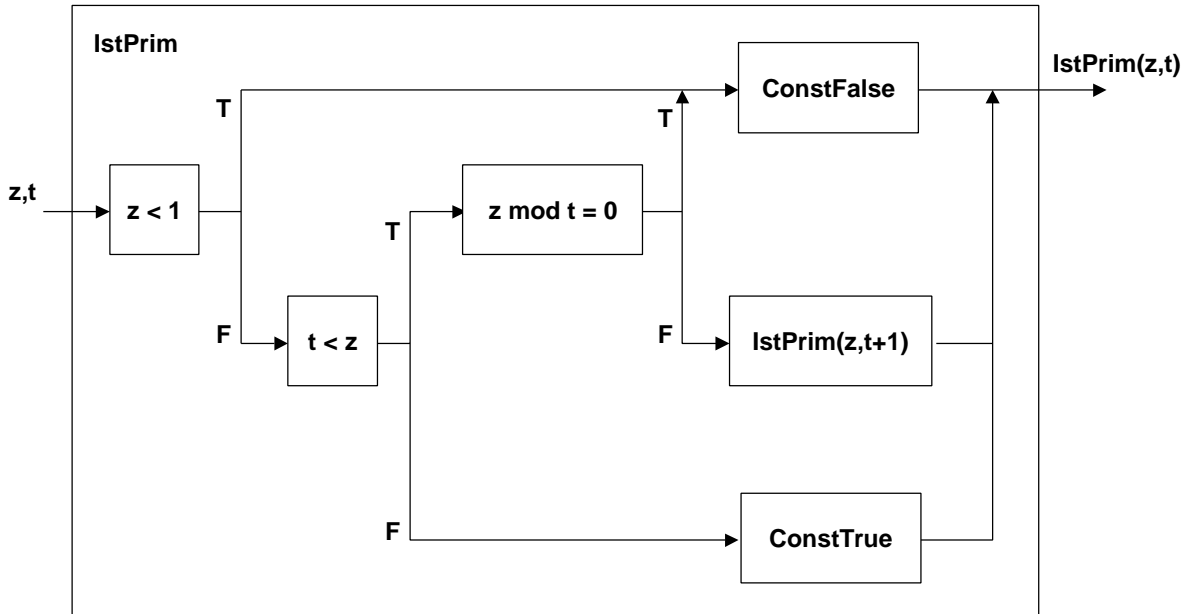 IstPrim
IstPrim(z,t)
ConstFalse
T
T
z,t
z < 1
z mod t = 0
T
F
t < z
F
IstPrim(z,t+1)
F
ConstTrue